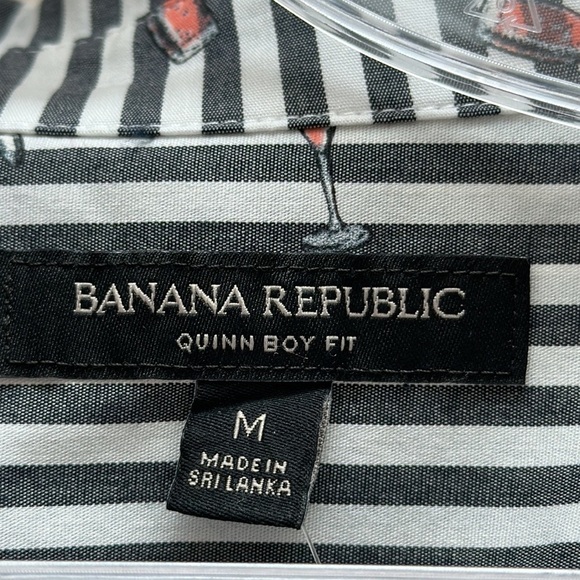 BANANA REPUBLIC
QUINN BOY FIT
M
MADE IN
SRI LANKA